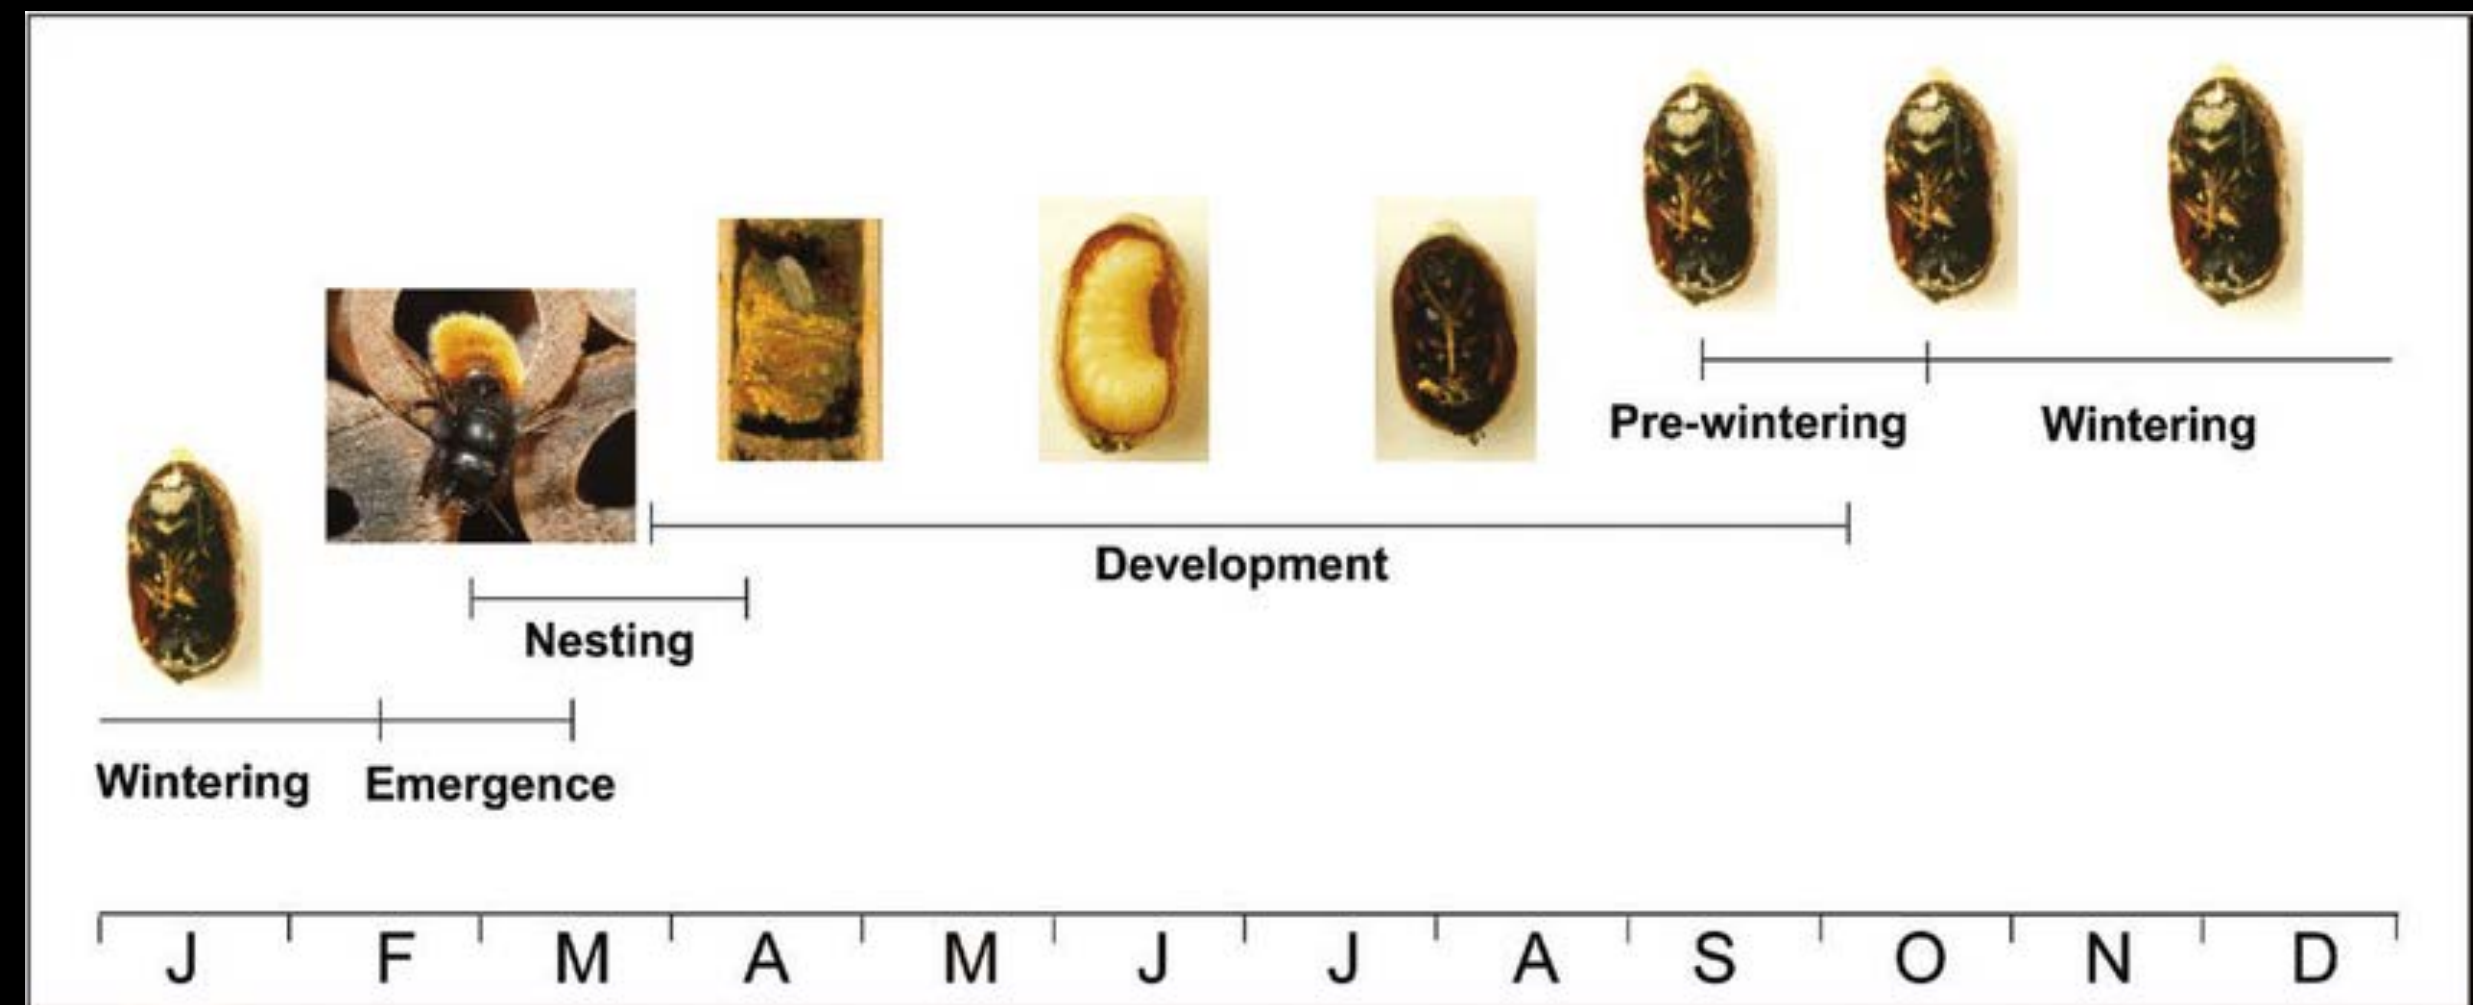 Pre-wintering Wintering
Development
Nesting
Wintering Emergence
J F M A M J J A S O N D